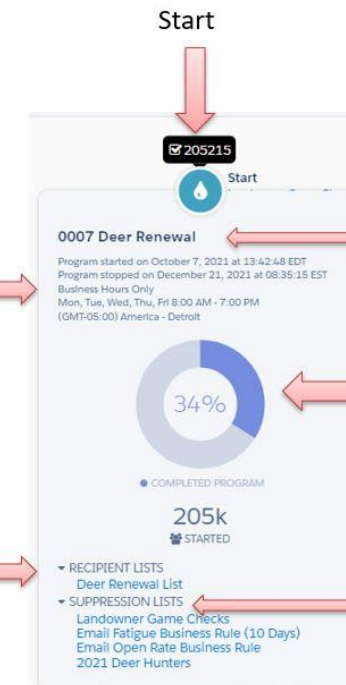 Start
205215
Start
0007 Deer Renewal
Program started on October 7, 2021 at 13:42:48 EDT
Program stopped on December 21, 2021 at 08:35:15 EST
Business Hours Only
Mon, Tue, Wed, Thu, Fri 8:00 AM - 7:00 PM
(GMT-05:00) America - Detroit
34%
COMPLETED PROGRAM
205k
STARTED
RECIPIENT LISTS
Deer Renewal List
SUPPRESSION LISTS
Landowner Game Checks
Email Fatigue Business Rule (10 Days)
Email Open Rate Business Rule
2021 Deer Hunters